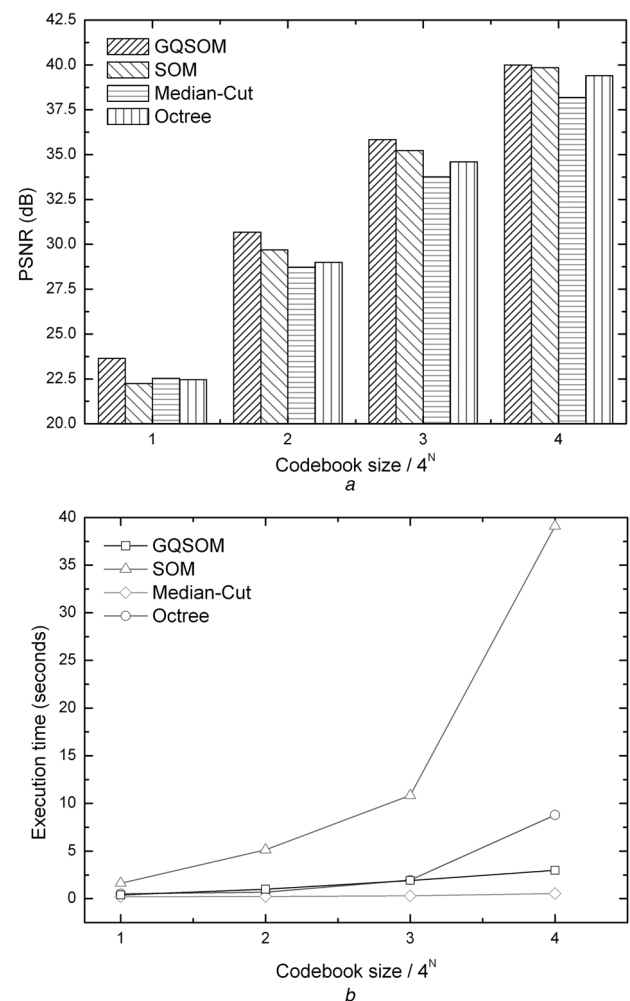 42.5
40.0
37.5
35.0
32.5
30.0
27.5
25.0
22.5
20.0
PSNR (dB)
GQSOM
SOM
Median-Cut
Octree
1 2 3 4
Codebook size / 4^N
a
40
35
30
25
20
15
10
5
0
Execution time (seconds)
GQSOM
SOM
Median-Cut
Octree
1 2 3 4
Codebook size / 4^N
b